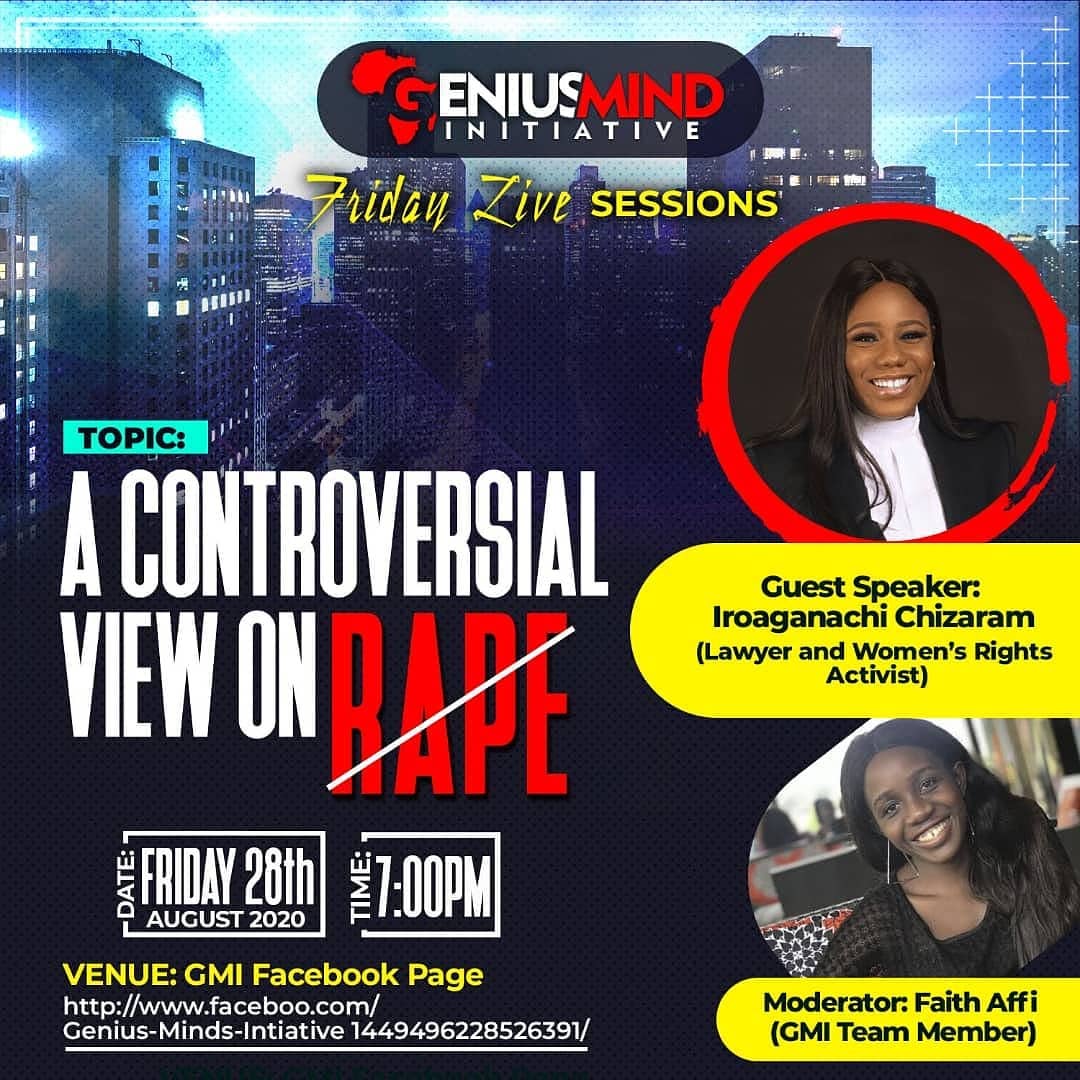 GENIUSMIND
INITIATIVE
Friday Live SESSIONS'
TOPIC:
A CONTROVERSIAL
VIEW ON RAPE
Guest Speaker:
Iroaganachi Chizaram
(Lawyer and Women’s Rights
Activist)
DATE:
FRIDAY 28th
AUGUST 2020
TIME:
7:00PM
VENUE: GMI Facebook Page
http://www.faceboo.com/
Genius-Minds-Intiative 1449496228526391/
Moderator: Faith Affi
(GMI Team Member)